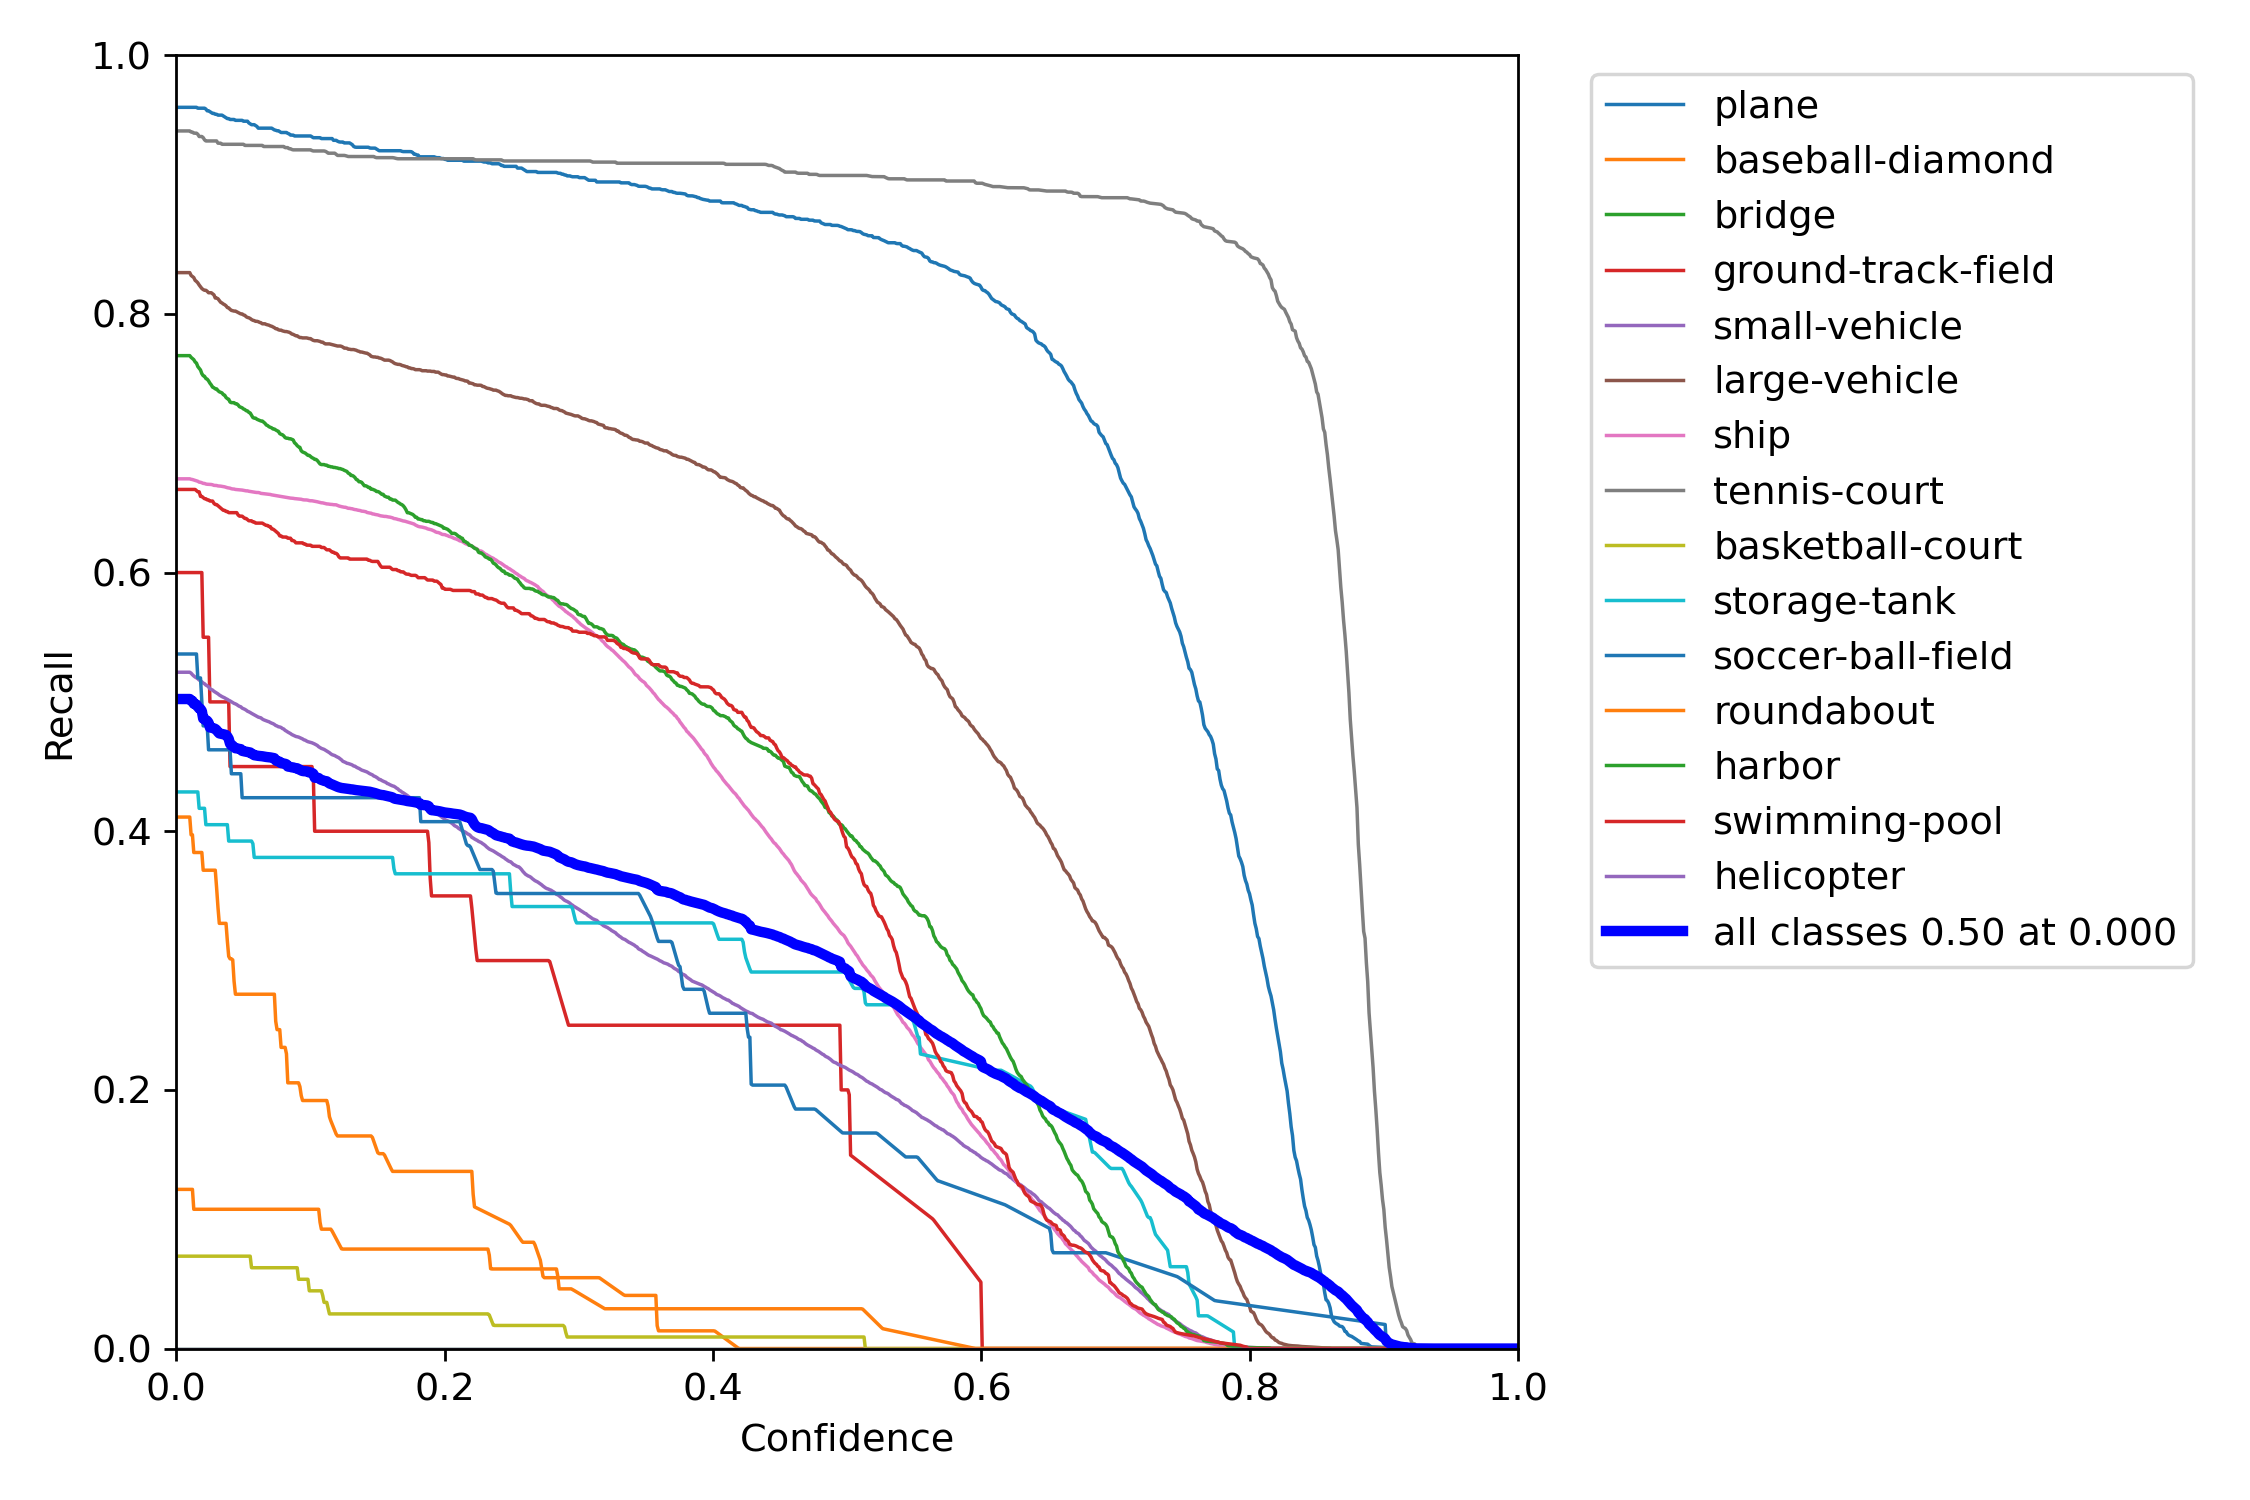 1.0
0.8
0.6
0.4
0.2
0.0
0.0 0.2 0.4 0.6 0.8 1.0
Recall
Confidence
plane
baseball-diamond
bridge
ground-track-field
small-vehicle
large-vehicle
ship
tennis-court
basketball-court
storage-tank
soccer-ball-field
roundabout
harbor
swimming-pool
helicopter
all classes 0.50 at 0.000